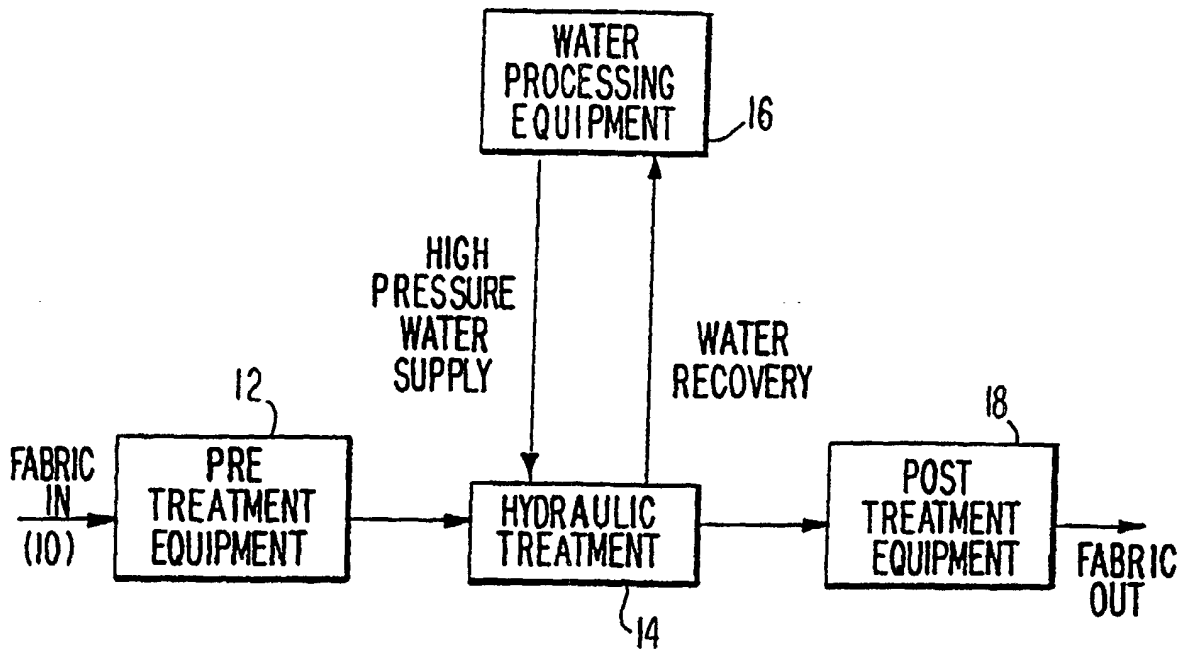 WATER
PROCESSING
EQUIPMENT
16
HIGH
PRESSURE
WATER
SUPPLY
WATER
RECOVERY
12
18
FABRIC
IN
(10)
PRE
TREATMENT
EQUIPMENT
HYDRAULIC
TREATMENT
14
POST
TREATMENT
EQUIPMENT
FABRIC
OUT